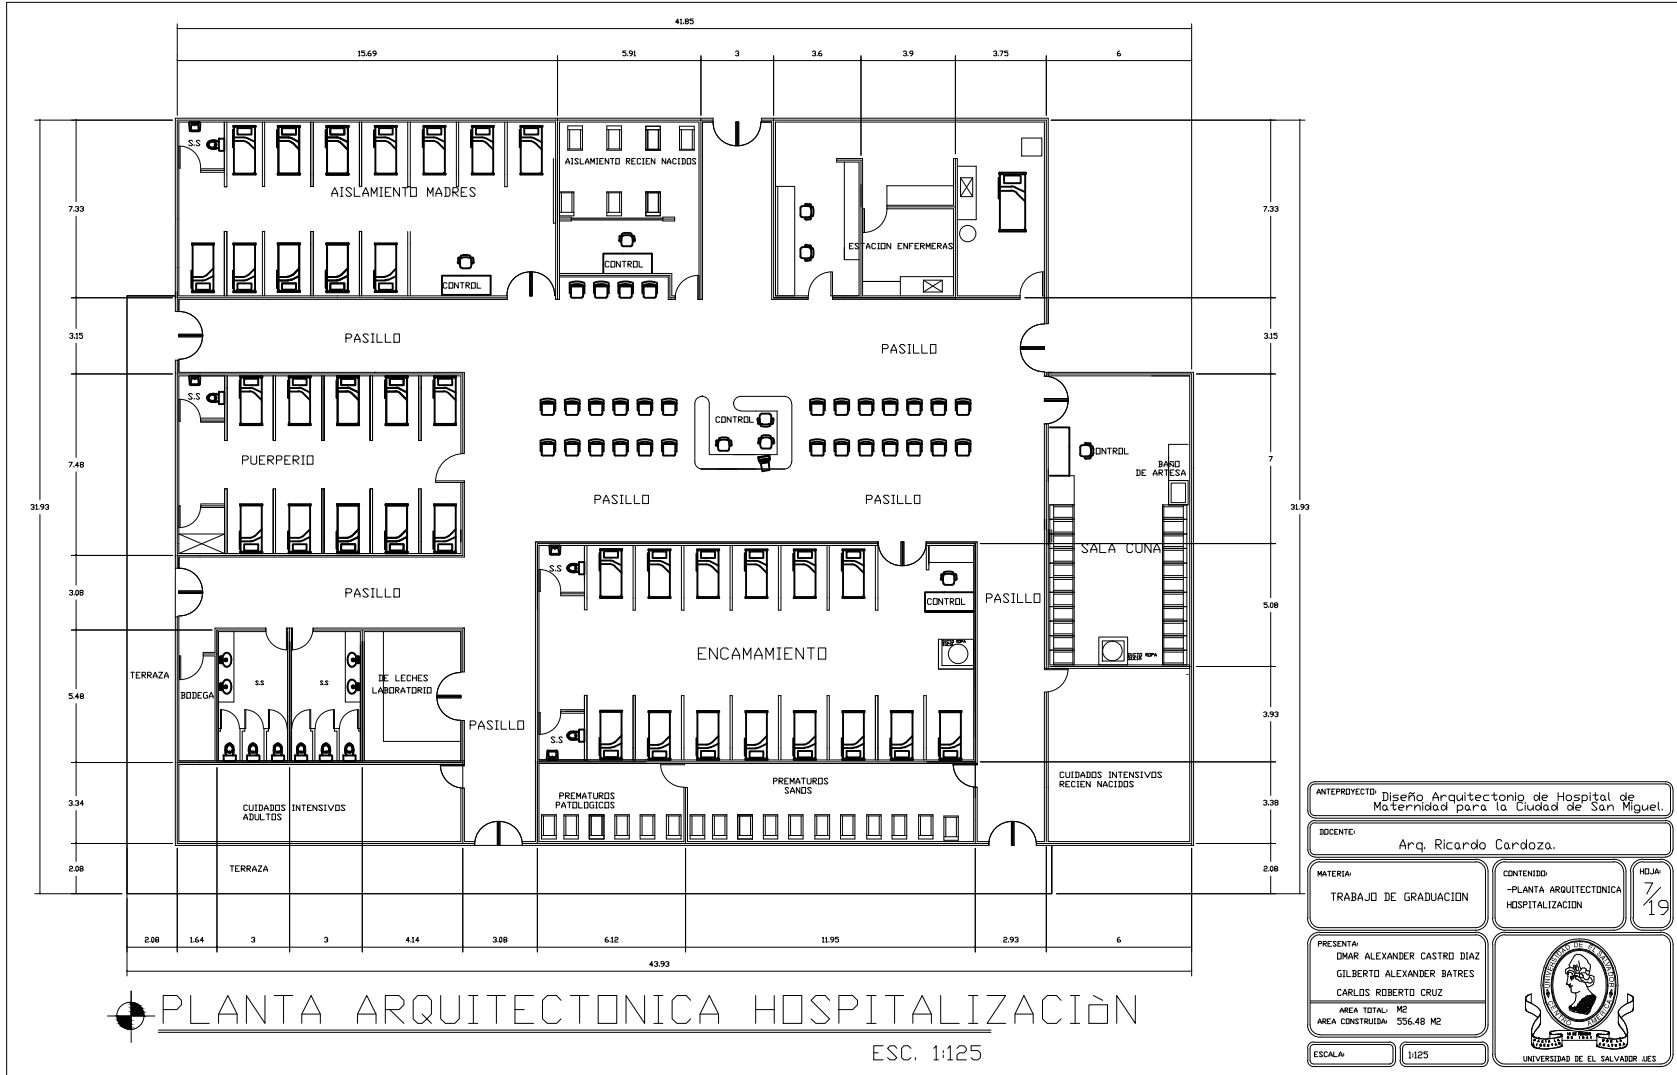 41.85
15.69
5.91
3
3.6
3.9
3.75
6
S.S
AISLAMIENTO RECIEN NACIDOS
AISLAMIENTO MADRES
7.33
7.33
ESTACION ENFERMERAS
CONTROL
CONTROL
3.15
PASILLO
PASILLO
3.15
S.S
CONTROL
PUERPERIO
7.48
CONTROL
BAÑO
DE ARTESA
7
PASILLO
PASILLO
31.93
31.93
SALA CUNA
S.S
3.08
PASILLO
PASILLO
CONTROL
5.08
ENCAMAMIENTO
TERRAZA
BODEGA
S.S
S.S
DE LECHES
LABORATORIO
5.48
PASILLO
3.93
S.S
CUIDADOS INTENSIVOS
RECIEN NACIDOS
PREMATUROS
SANOS
PREMATUROS
PATOLOGICOS
3.34
CUIDADOS INTENSIVOS
ADULTOS
3.38
2.08
TERRAZA
2.08
2.08
1.64
3
3
4.14
3.08
6.12
11.95
2.93
6
43.93
PLANTA ARQUITECTONICA HOSPITALIZACIòN
ESC. 1:125
ANTEPROYECTO: Diseño Arquitectonio de Hospital de
Maternidad para la Ciudad de San Miguel.
DOCENTE:
Arq. Ricardo Cardoza.
MATERIA:
TRABAJO DE GRADUACION
CONTENIDO:
-PLANTA ARQUITECTONICA
HOSPITALIZACION
HOJA:
7/19
PRESENTA:
OMAR ALEXANDER CASTRO DIAZ
GILBERTO ALEXANDER BATRES
CARLOS ROBERTO CRUZ
AREA TOTAL: M2
AREA CONSTRUIDA: 556.48 M2
ESCALA:
1:125
UNIVERSIDAD DE EL SALVADOR
CENTRO AMERICA
UNIVERSIDAD DE EL SALVADOR .UES